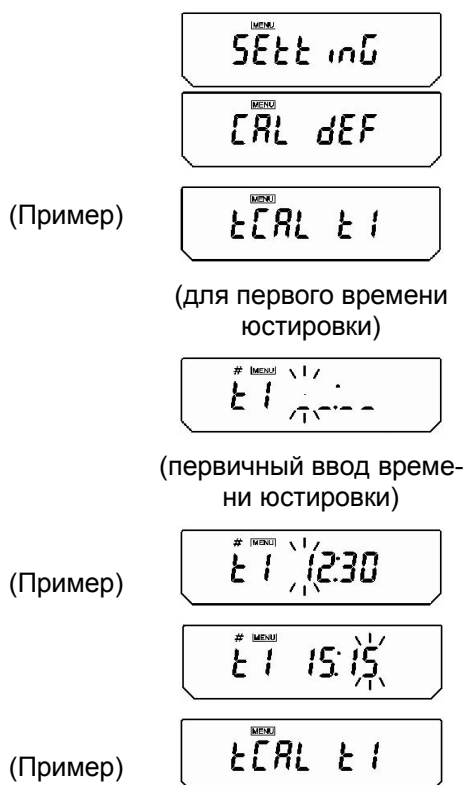 MENU
SEtt inG
MENU
CAL dEF
(Пример)
MENU
tCAL t1
(для первого времени
юстировки)
# MENU
t1 --:--
(первичный ввод време-
ни юстировки)
(Пример)
# MENU
t1 12:30
# MENU
t1 15:15
(Пример)
MENU
tCAL t1